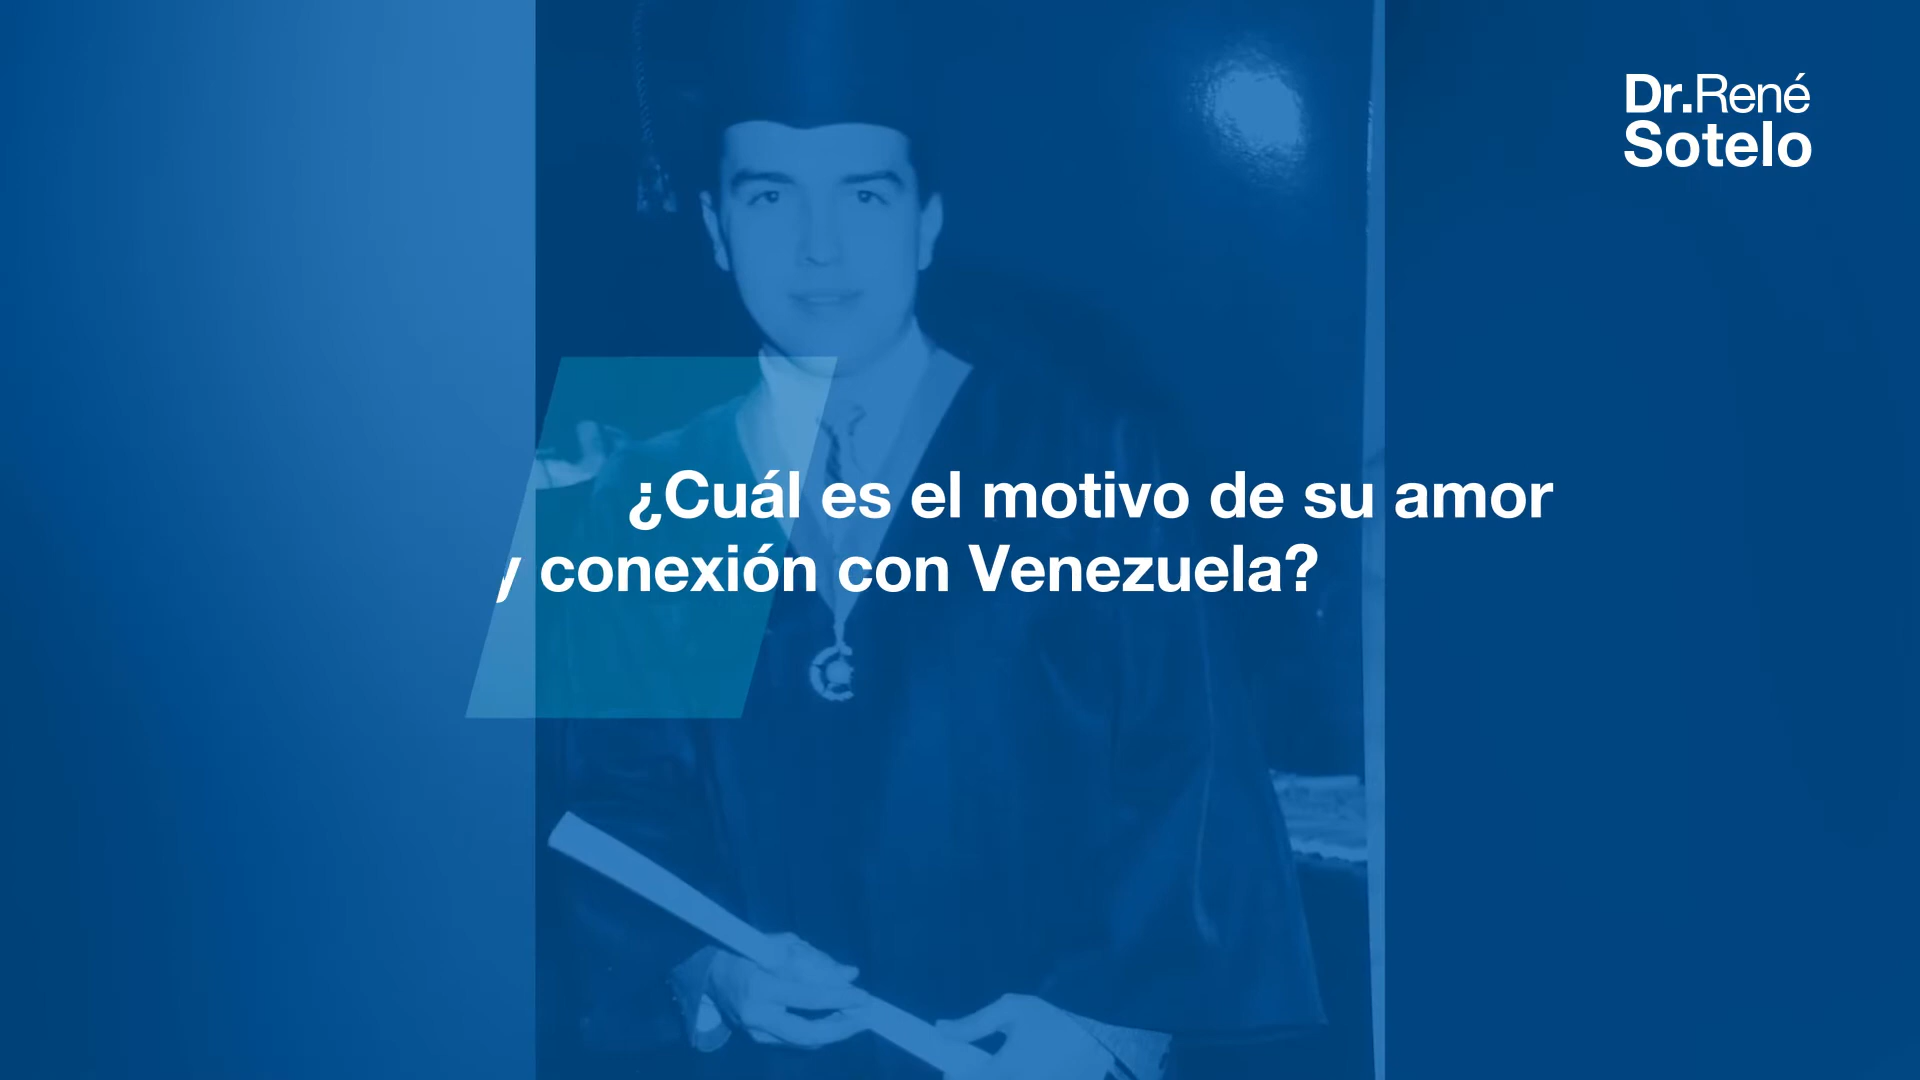 Dr.René
Sotelo
¿Cuál es el motivo de su amor
y conexión con Venezuela?